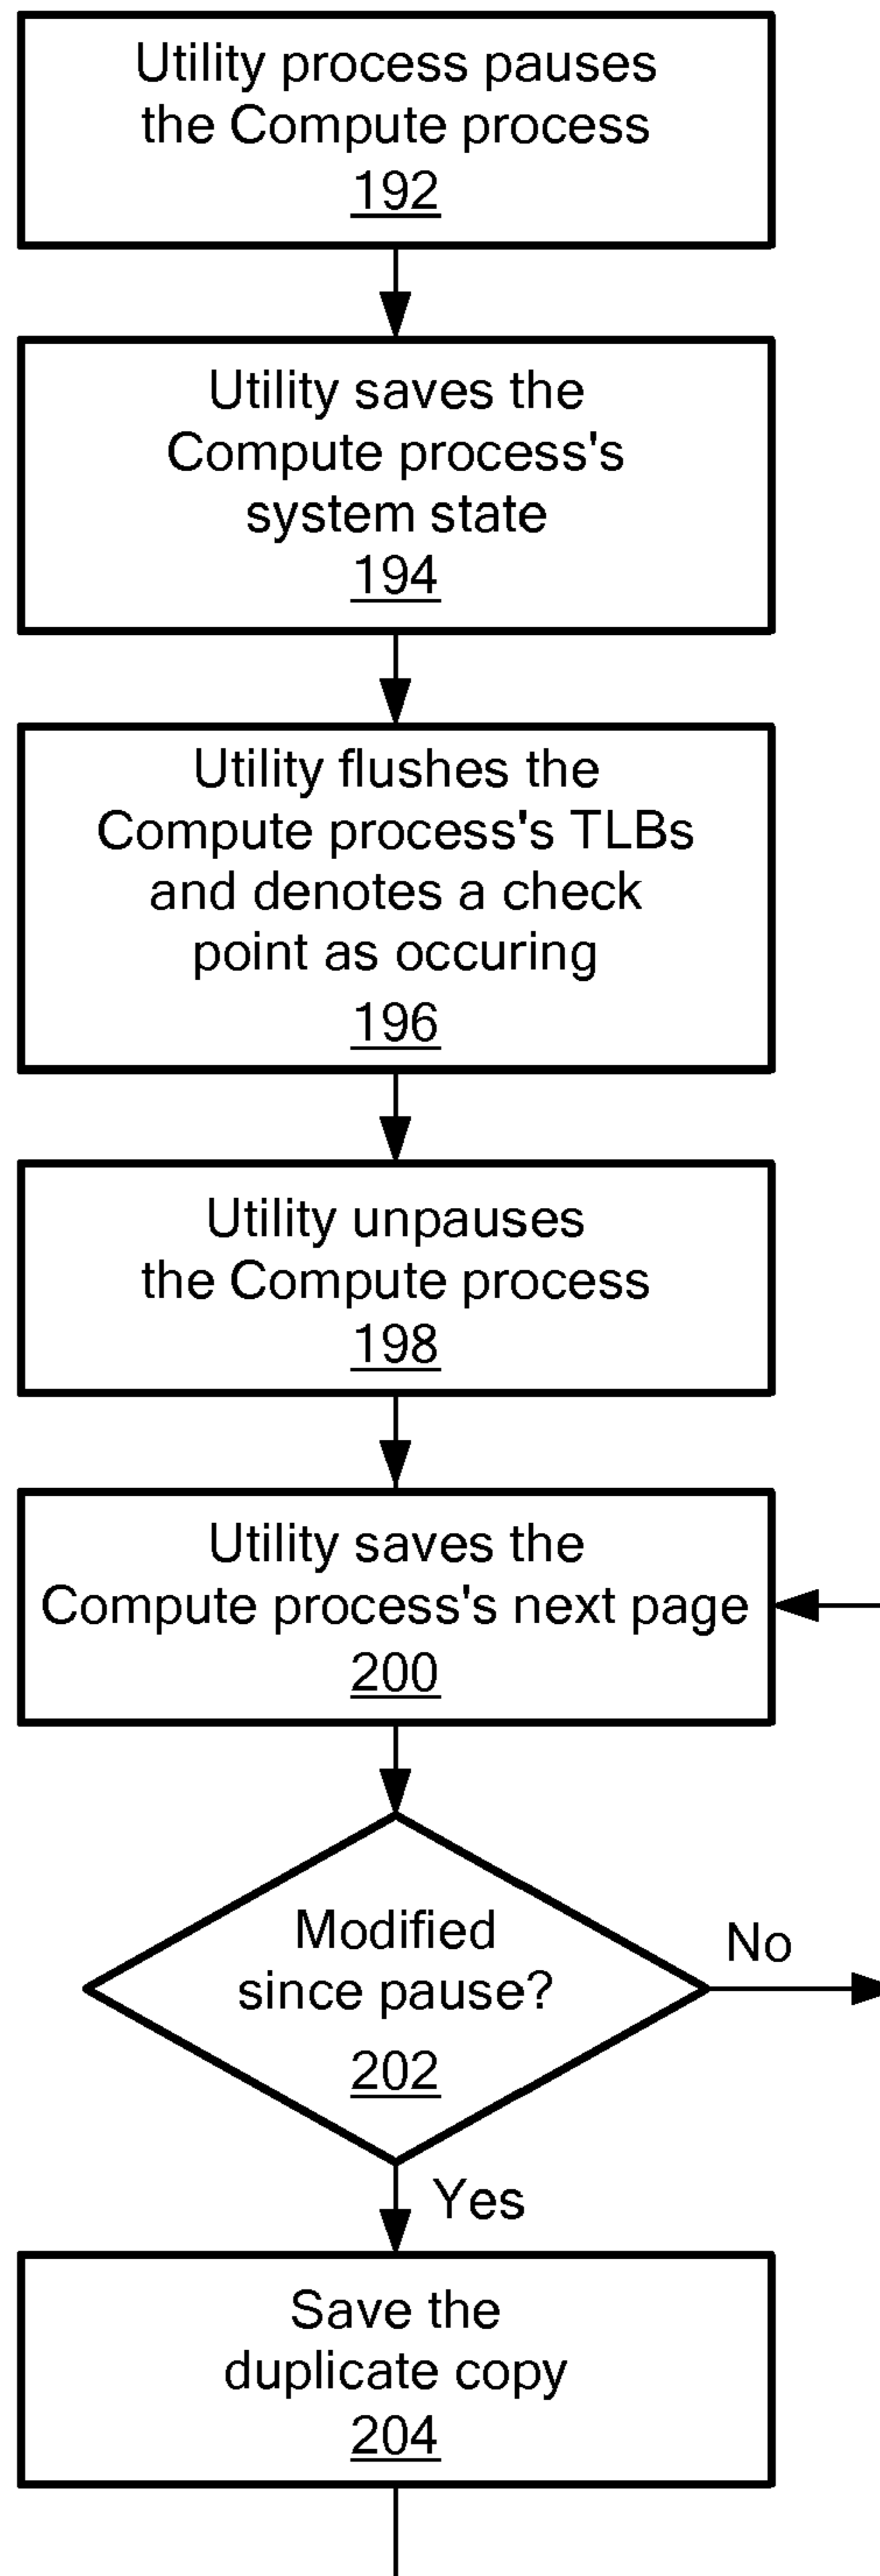 Utility process pauses
the Compute process
192
Utility saves the
Compute process's
system state
194
Utility flushes the
Compute process's TLBs
and denotes a check
point as occuring
196
Utility unpauses
the Compute process
198
Utility saves the
Compute process's next page
200
Modified
since pause?
202
No
Yes
Save the
duplicate copy
204